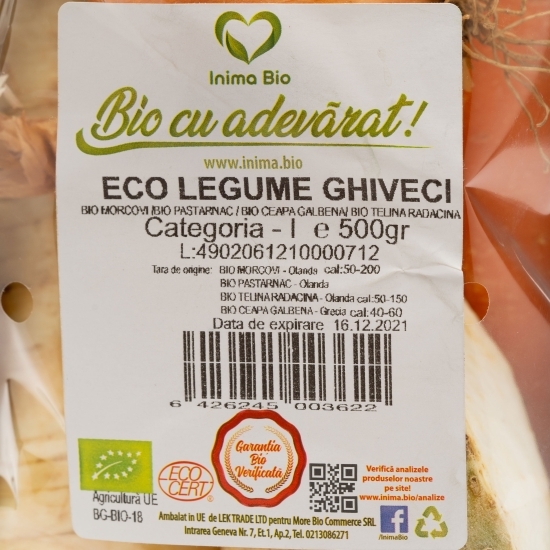 Inima Bio
Bio cu adevărat!
www.inima.bio
ECO LEGUME GHIVECI
BIO MORCOVI /BIO PASTARNAC / BIO CEAPA GALBENA/ BIO TELINA RADACINA
Categoria - I e 500gr
L:4902061210000712
Tara de origine: BIO MORCOVI - Olanda cal:50-200
BIO PASTARNAC - Olanda
BIO TELINA RADACINA - Olanda cal:50-150
BIO CEAPA GALBENA - Grecia cal:40-60
Data de expirare 16.12.2021
6 426245 003622
Garantia
Bio
Verificată
ECO
CERT
Agricultura UE
BG-BIO-18
Verifică analizele
produselor noastre
pe site!
www.inima.bio/analize
Ambalat in UE de LEK TRADE LTD pentru More Bio Commerce SRL
Intrarea Geneva Nr. 7, Et.1, Ap.2, Tel. 0213086271